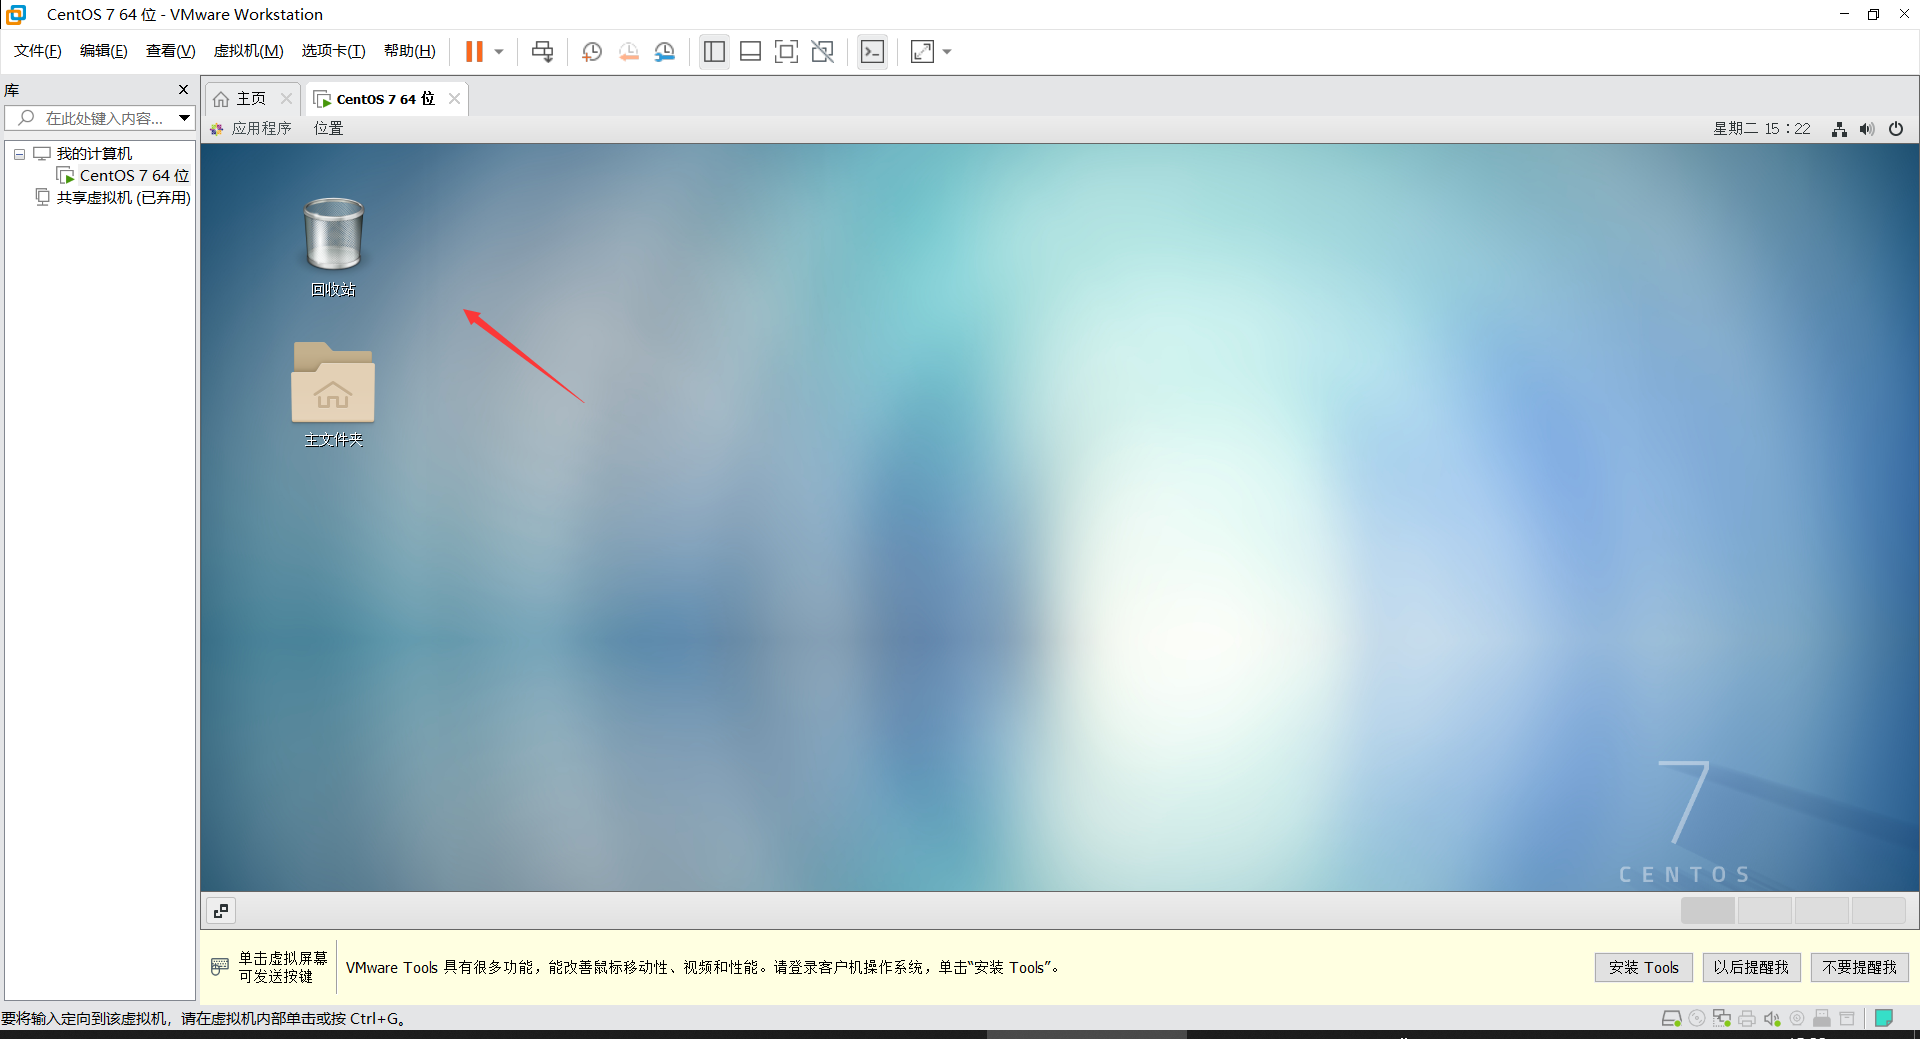 CentOS 7 64 位 - VMware Workstation
文件(F) 编辑(E) 查看(V) 虚拟机(M) 选项卡(T) 帮助(H)
库
在此处键入内容...
我的计算机
CentOS 7 64 位
共享虚拟机 (已弃用)
主页
CentOS 7 64 位
应用程序 位置
星期二 15：22
回收站
主文件夹
7
CENTOS
单击虚拟屏幕
可发送按键
VMware Tools 具有很多功能，能改善鼠标移动性、视频和性能。请登录客户机操作系统，单击“安装 Tools”。
安装 Tools
以后提醒我
不要提醒我
要将输入定向到该虚拟机，请在虚拟机内部单击或按 Ctrl+G。